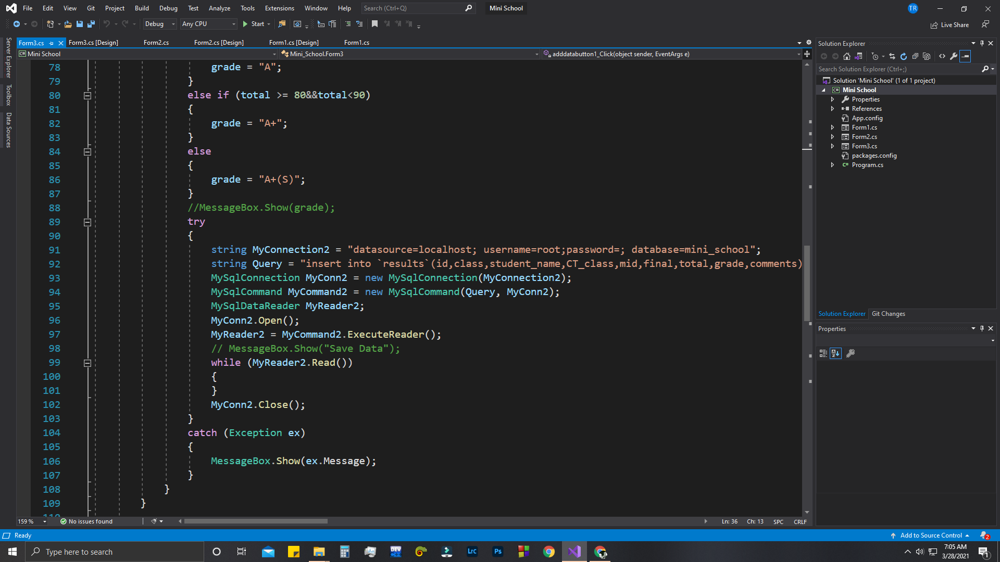 File Edit View Git Project Build Debug Test Analyze Tools Extensions Window Help Search (Ctrl+Q) Mini School TR
Debug Any CPU Start Live Share
Form3.cs Form3.cs [Design] Form2.cs Form2.cs [Design] Form1.cs [Design] Form1.cs
Mini School Mini_School.Form3 adddatabutton1_Click(object sender, EventArgs e)
Server Explorer
Toolbox
Data Sources
78 grade = "A";
79 }
80 else if (total >= 80&&total<90)
81 {
82 grade = "A+";
83 }
84 else
85 {
86 grade = "A+(S)";
87 }
88 //MessageBox.Show(grade);
89 try
90 {
91 string MyConnection2 = "datasource=localhost; username=root;password=; database=mini_school";
92 string Query = "insert into `results`(id,class,student_name,CT_class,mid,final,total,grade,comments)
93 MySqlConnection MyConn2 = new MySqlConnection(MyConnection2);
94 MySqlCommand MyCommand2 = new MySqlCommand(Query, MyConn2);
95 MySqlDataReader MyReader2;
96 MyConn2.Open();
97 MyReader2 = MyCommand2.ExecuteReader();
98 // MessageBox.Show("Save Data");
99 while (MyReader2.Read())
100 {
101 }
102 MyConn2.Close();
103 }
104 catch (Exception ex)
105 {
106 MessageBox.Show(ex.Message);
107 }
108 }
109 }
110
159 % No issues found Ln: 36 Ch: 13 SPC CRLF
Solution Explorer
Search Solution Explorer (Ctrl+;)
Solution 'Mini School' (1 of 1 project)
C# Mini School
Properties
References
App.config
Form1.cs
Form2.cs
Form3.cs
packages.config
C# Program.cs
Solution Explorer Git Changes
Properties
Ready Add to Source Control 2
Type here to search DEV Lrc Ps 7:05 AM
3/28/2021 1